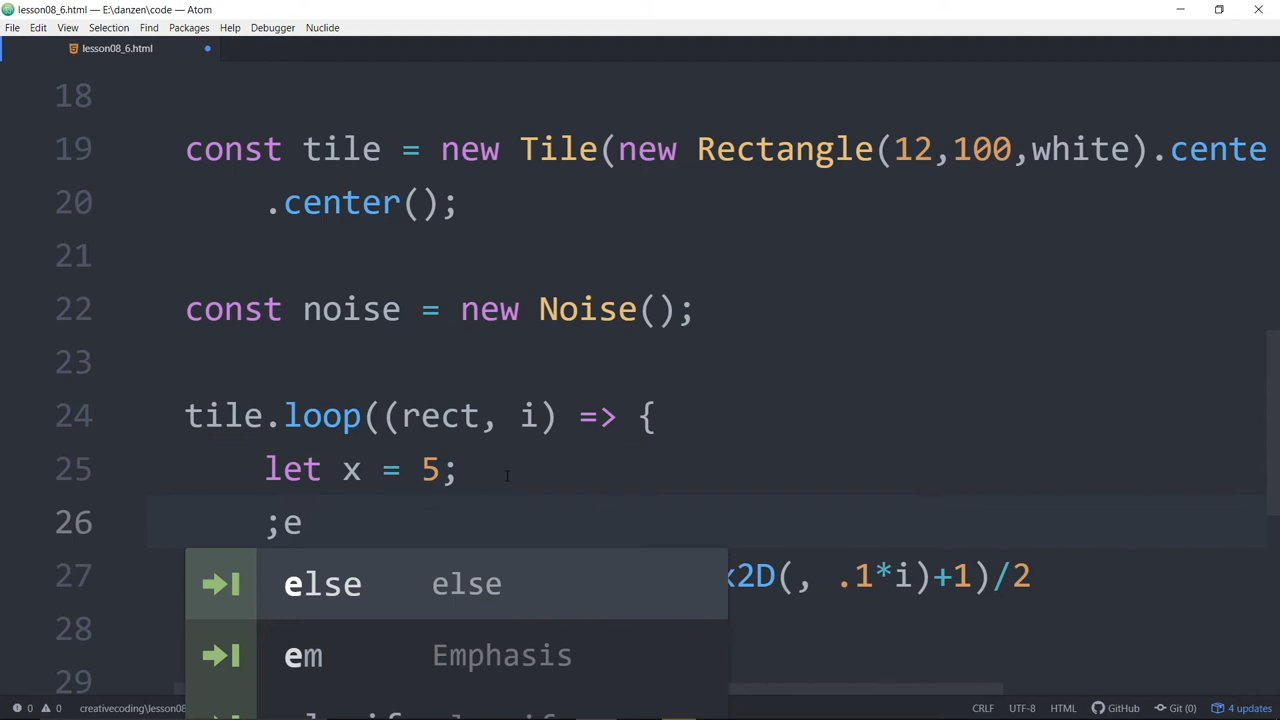 lesson08_6.html — E:\danzen\code — Atom
File Edit View Selection Find Packages Help Debugger Nuclide
lesson08_6.html
18
19 const tile = new Tile(new Rectangle(12,100,white).cente
20 .center();
21
22 const noise = new Noise();
23
24 tile.loop((rect, i) => {
25 let x = 5;
26 ;e
else else
27 x2D(, .1*i)+1)/2
28
em Emphasis
29
0 0 creativecoding\lesson08 CRLF UTF-8 HTML GitHub Git (0) 4 updates